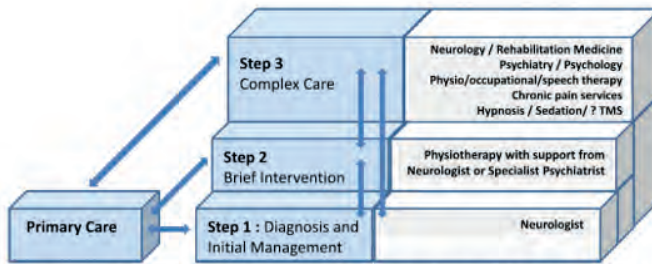 Step 3
Complex Care
Neurology / Rehabilitation Medicine
Psychiatry / Psychology
Physio/occupational/speech therapy
Chronic pain services
Hypnosis / Sedation/ ? TMS
Step 2
Brief Intervention
Physiotherapy with support from
Neurologist or Specialist Psychiatrist
Primary Care
Step 1 : Diagnosis and
Initial Management
Neurologist